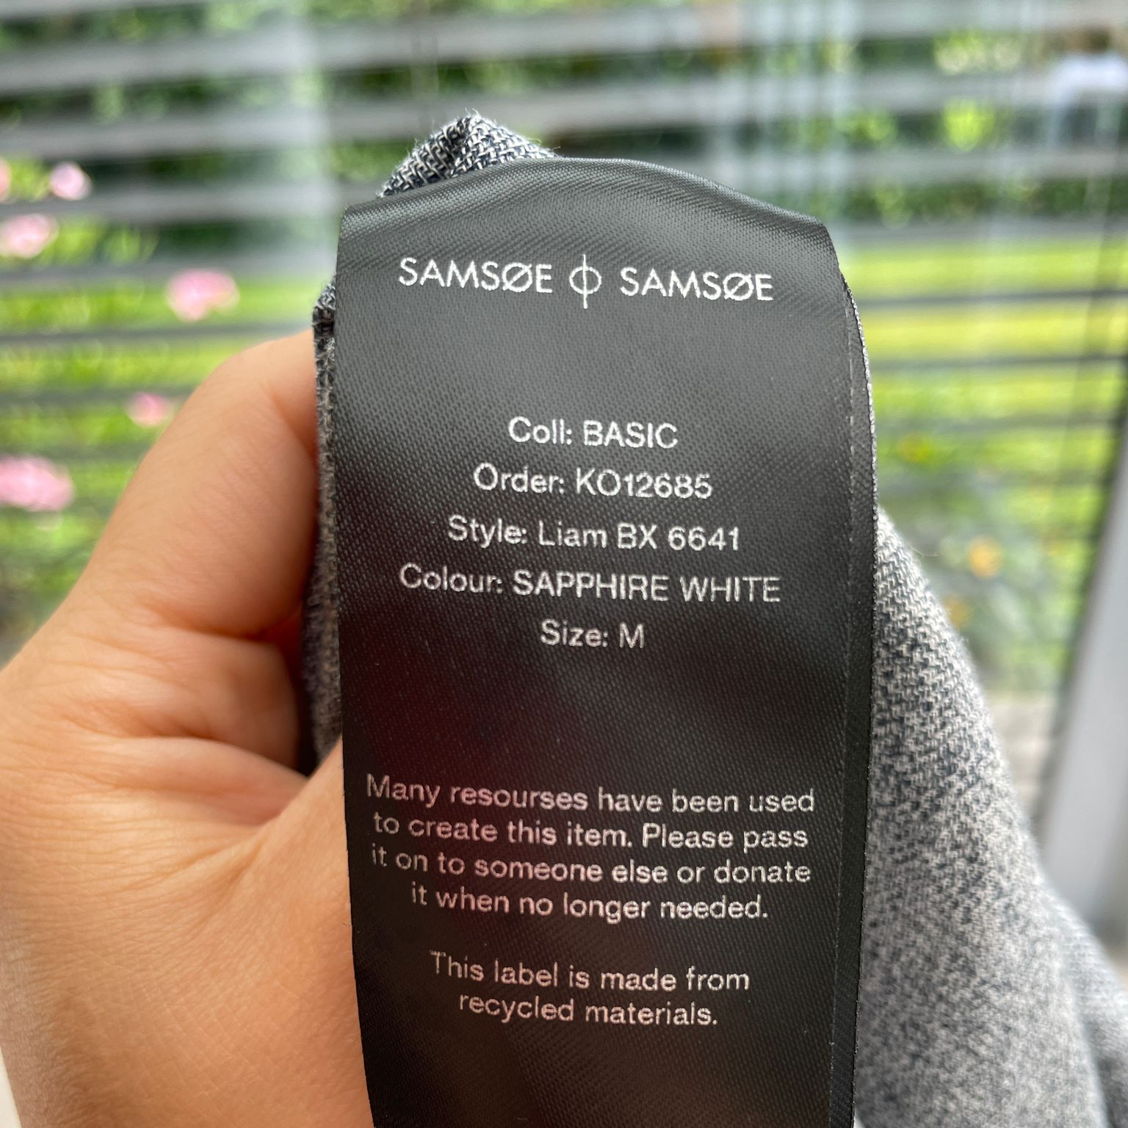 SAMSØE ϕ SAMSØE
Coll: BASIC
Order: KO12685
Style: Liam BX 6641
Colour: SAPPHIRE WHITE
Size: M
Many resourses have been used
to create this item. Please pass
it on to someone else or donate
it when no longer needed.
This label is made from
recycled materials.